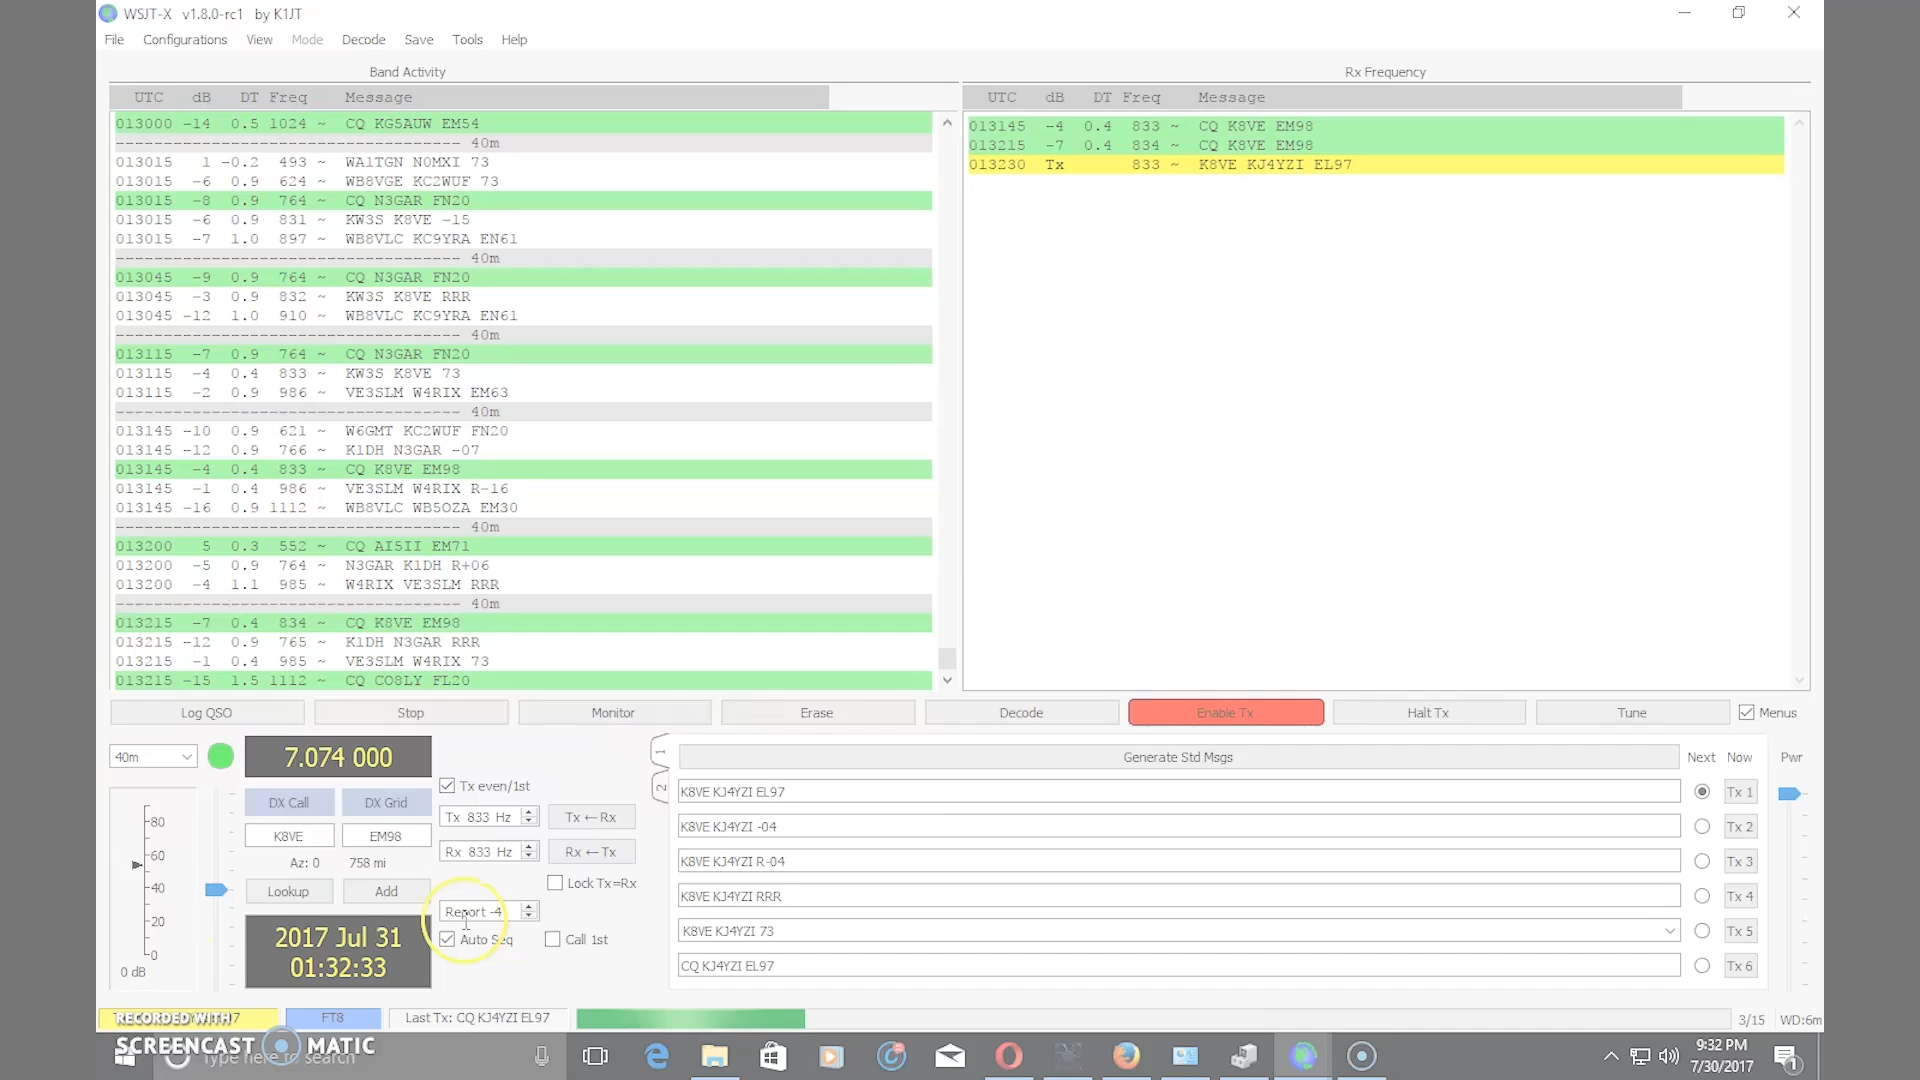 WSJT-X v1.8.0-rc1 by K1JT
File Configurations View Mode Decode Save Tools Help
Band Activity
UTC dB DT Freq Message
013000 -14 0.5 1024 ~ CQ KG5AUW EM54
------------------------------------ 40m
013015 1 -0.2 493 ~ WA1TGN N0MXI 73
013015 -6 0.9 624 ~ WB8VGE KC2WUF 73
013015 -8 0.9 764 ~ CQ N3GAR FN20
013015 -6 0.9 831 ~ KW3S K8VE -15
013015 -7 1.0 897 ~ WB8VLC KC9YRA EN61
------------------------------------ 40m
013045 -9 0.9 764 ~ CQ N3GAR FN20
013045 -3 0.9 832 ~ KW3S K8VE RRR
013045 -12 1.0 910 ~ WB8VLC KC9YRA EN61
------------------------------------ 40m
013115 -7 0.9 764 ~ CQ N3GAR FN20
013115 -4 0.4 833 ~ KW3S K8VE 73
013115 -2 0.9 986 ~ VE3SLM W4RIX EM63
------------------------------------ 40m
013145 -10 0.9 621 ~ W6GMT KC2WUF FN20
013145 -12 0.9 766 ~ K1DH N3GAR -07
013145 -4 0.4 833 ~ CQ K8VE EM98
013145 -1 0.4 986 ~ VE3SLM W4RIX R-16
013145 -16 0.9 1112 ~ WB8VLC WB5OZA EM30
------------------------------------ 40m
013200 5 0.3 552 ~ CQ AI5II EM71
013200 -5 0.9 764 ~ N3GAR K1DH R+06
013200 -4 1.1 985 ~ W4RIX VE3SLM RRR
------------------------------------ 40m
013215 -7 0.4 834 ~ CQ K8VE EM98
013215 -12 0.9 765 ~ K1DH N3GAR RRR
013215 -1 0.4 985 ~ VE3SLM W4RIX 73
013215 -15 1.5 1112 ~ CQ CO8LY FL20
Rx Frequency
UTC dB DT Freq Message
013145 -4 0.4 833 ~ CQ K8VE EM98
013215 -7 0.4 834 ~ CQ K8VE EM98
013230 Tx 833 ~ K8VE KJ4YZI EL97
Log QSO Stop Monitor Erase Decode Enable Tx Halt Tx Tune Menus
40m
7.074 000
DX Call DX Grid
K8VE EM98
Az: 0 758 mi
Lookup Add
2017 Jul 31
01:32:33
80
60
40
20
0
0 dB
Tx even/1st
Tx 833 Hz Tx ← Rx
Rx 833 Hz Rx ← Tx
Lock Tx=Rx
Report -4
Auto Seq Call 1st
1
2
Generate Std Msgs Next Now Pwr
K8VE KJ4YZI EL97 Tx 1
K8VE KJ4YZI -04 Tx 2
K8VE KJ4YZI R-04 Tx 3
K8VE KJ4YZI RRR Tx 4
K8VE KJ4YZI 73 Tx 5
CQ KJ4YZI EL97 Tx 6
RECORDED WITH
FT8 Last Tx: CQ KJ4YZI EL97 3/15 WD:6m
SCREENCAST MATIC
Type here to search
9:32 PM
7/30/2017
1